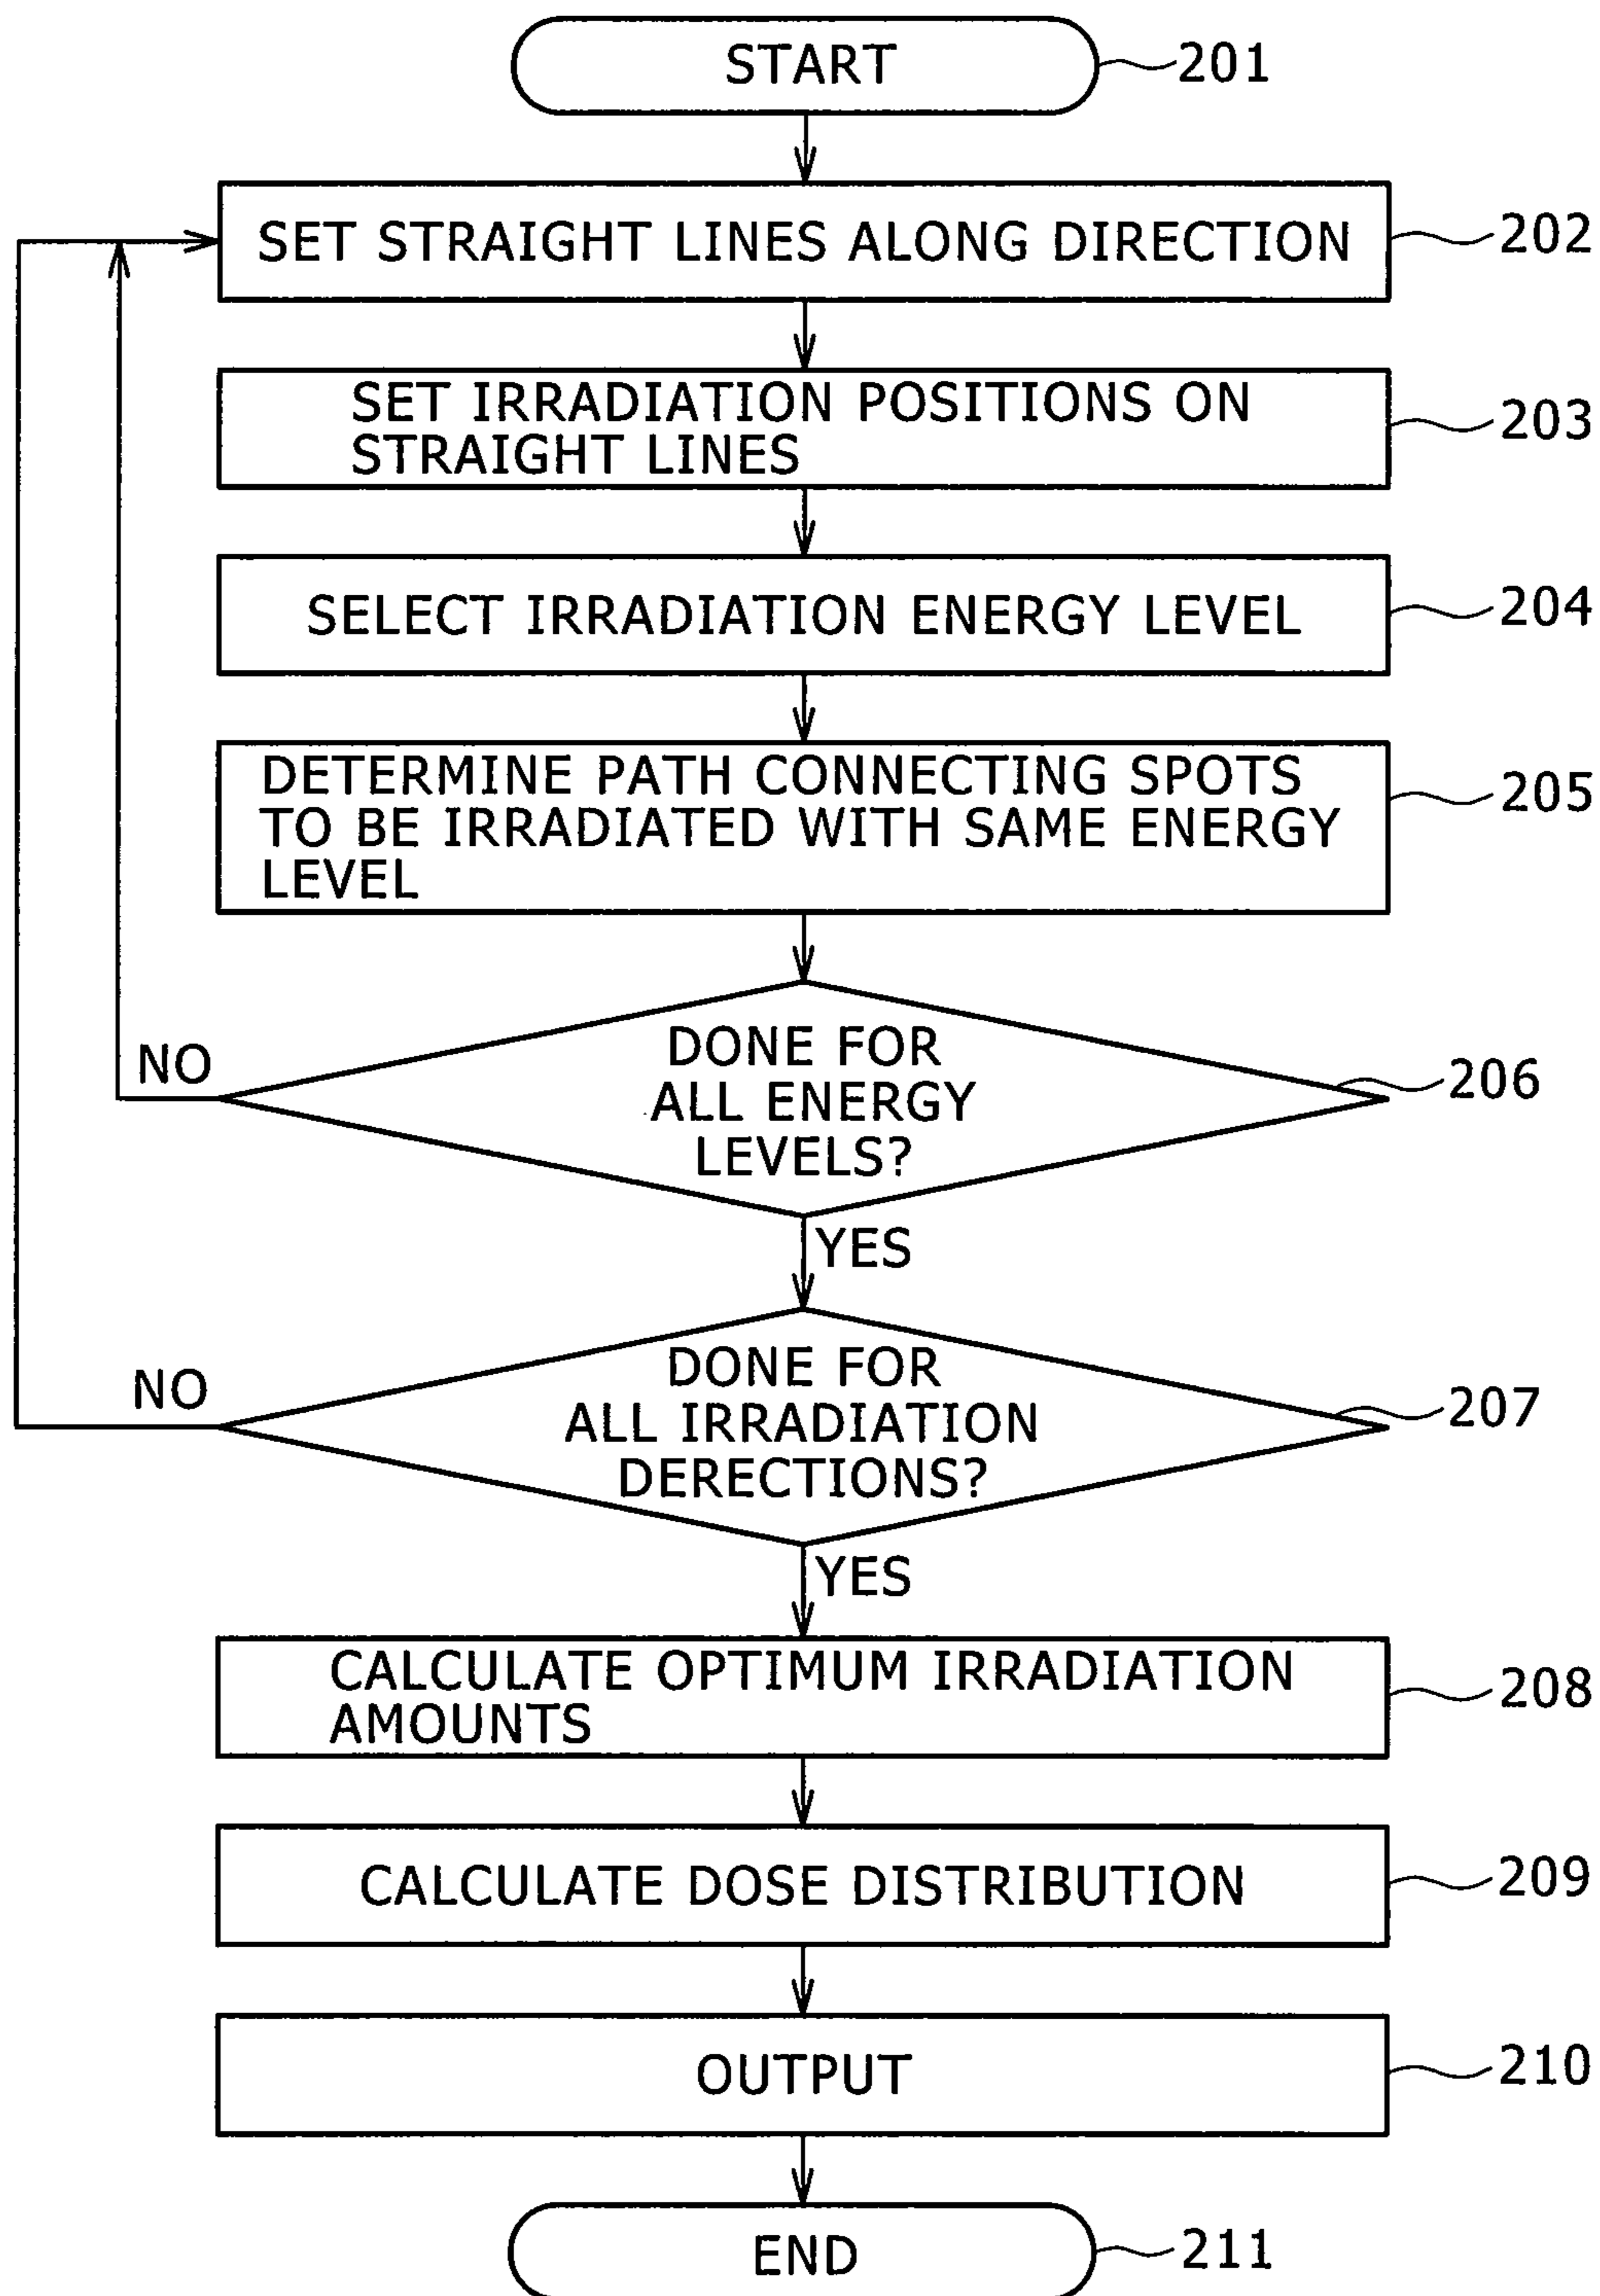 START
201
SET STRAIGHT LINES ALONG DIRECTION
202
SET IRRADIATION POSITIONS ON
STRAIGHT LINES
203
SELECT IRRADIATION ENERGY LEVEL
204
DETERMINE PATH CONNECTING SPOTS
TO BE IRRADIATED WITH SAME ENERGY
LEVEL
205
NO
DONE FOR
ALL ENERGY
LEVELS?
206
YES
NO
DONE FOR
ALL IRRADIATION
DERECTIONS?
207
YES
CALCULATE OPTIMUM IRRADIATION
AMOUNTS
208
CALCULATE DOSE DISTRIBUTION
209
OUTPUT
210
END
211